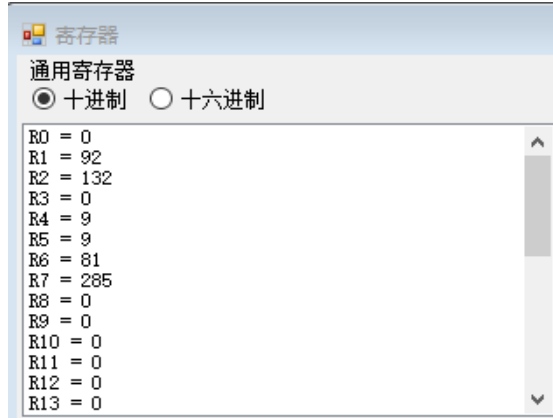 寄存器
通用寄存器
十进制 十六进制
R0 = 0
R1 = 92
R2 = 132
R3 = 0
R4 = 9
R5 = 9
R6 = 81
R7 = 285
R8 = 0
R9 = 0
R10 = 0
R11 = 0
R12 = 0
R13 = 0